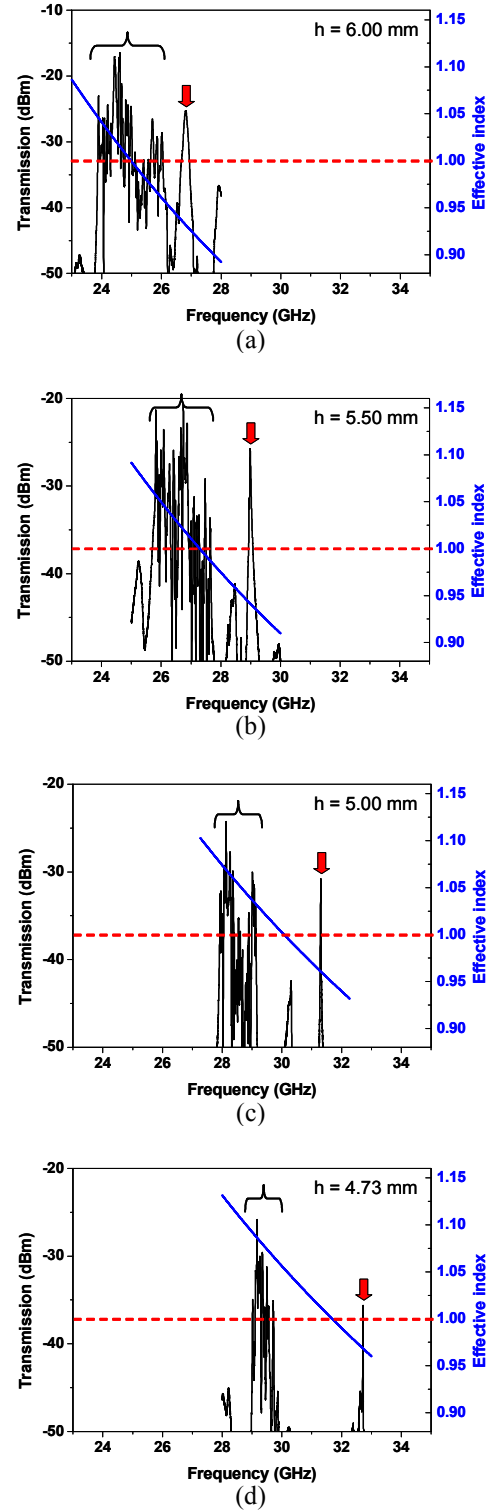 h = 6.00 mm
Transmission (dBm)
-10
-20
-30
-40
-50
1.15
1.10
1.05
1.00
0.95
0.90
Effective index
24 26 28 30 32 34
Frequency (GHz)
(a)
h = 5.50 mm
Transmission (dBm)
-20
-30
-40
-50
1.15
1.10
1.05
1.00
0.95
0.90
Effective index
24 26 28 30 32 34
Frequency (GHz)
(b)
h = 5.00 mm
Transmission (dBm)
-20
-30
-40
-50
1.15
1.10
1.05
1.00
0.95
0.90
Effective index
24 26 28 30 32 34
Frequency (GHz)
(c)
h = 4.73 mm
Transmission (dBm)
-20
-30
-40
-50
1.15
1.10
1.05
1.00
0.95
0.90
Effective index
24 26 28 30 32 34
Frequency (GHz)
(d)